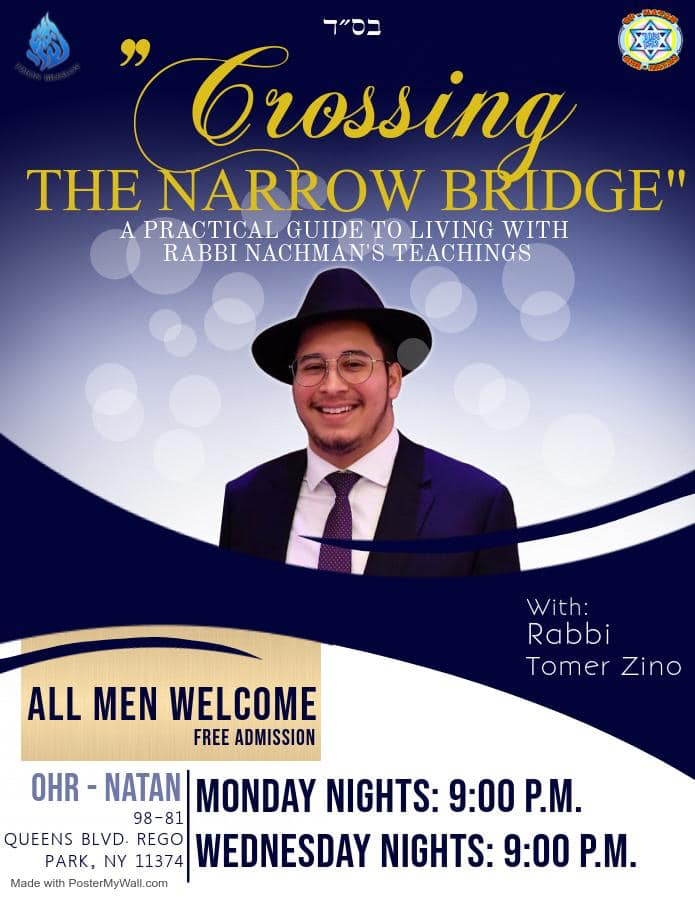 בס״ד
"Crossing
THE NARROW BRIDGE"
A PRACTICAL GUIDE TO LIVING WITH
RABBI NACHMAN'S TEACHINGS
With:
Rabbi
Tomer Zino
ALL MEN WELCOME
FREE ADMISSION
OHR - NATAN
98-81
QUEENS BLVD. REGO
PARK, NY 11374
MONDAY NIGHTS: 9:00 P.M.
WEDNESDAY NIGHTS: 9:00 P.M.
Made with PosterMyWall.com